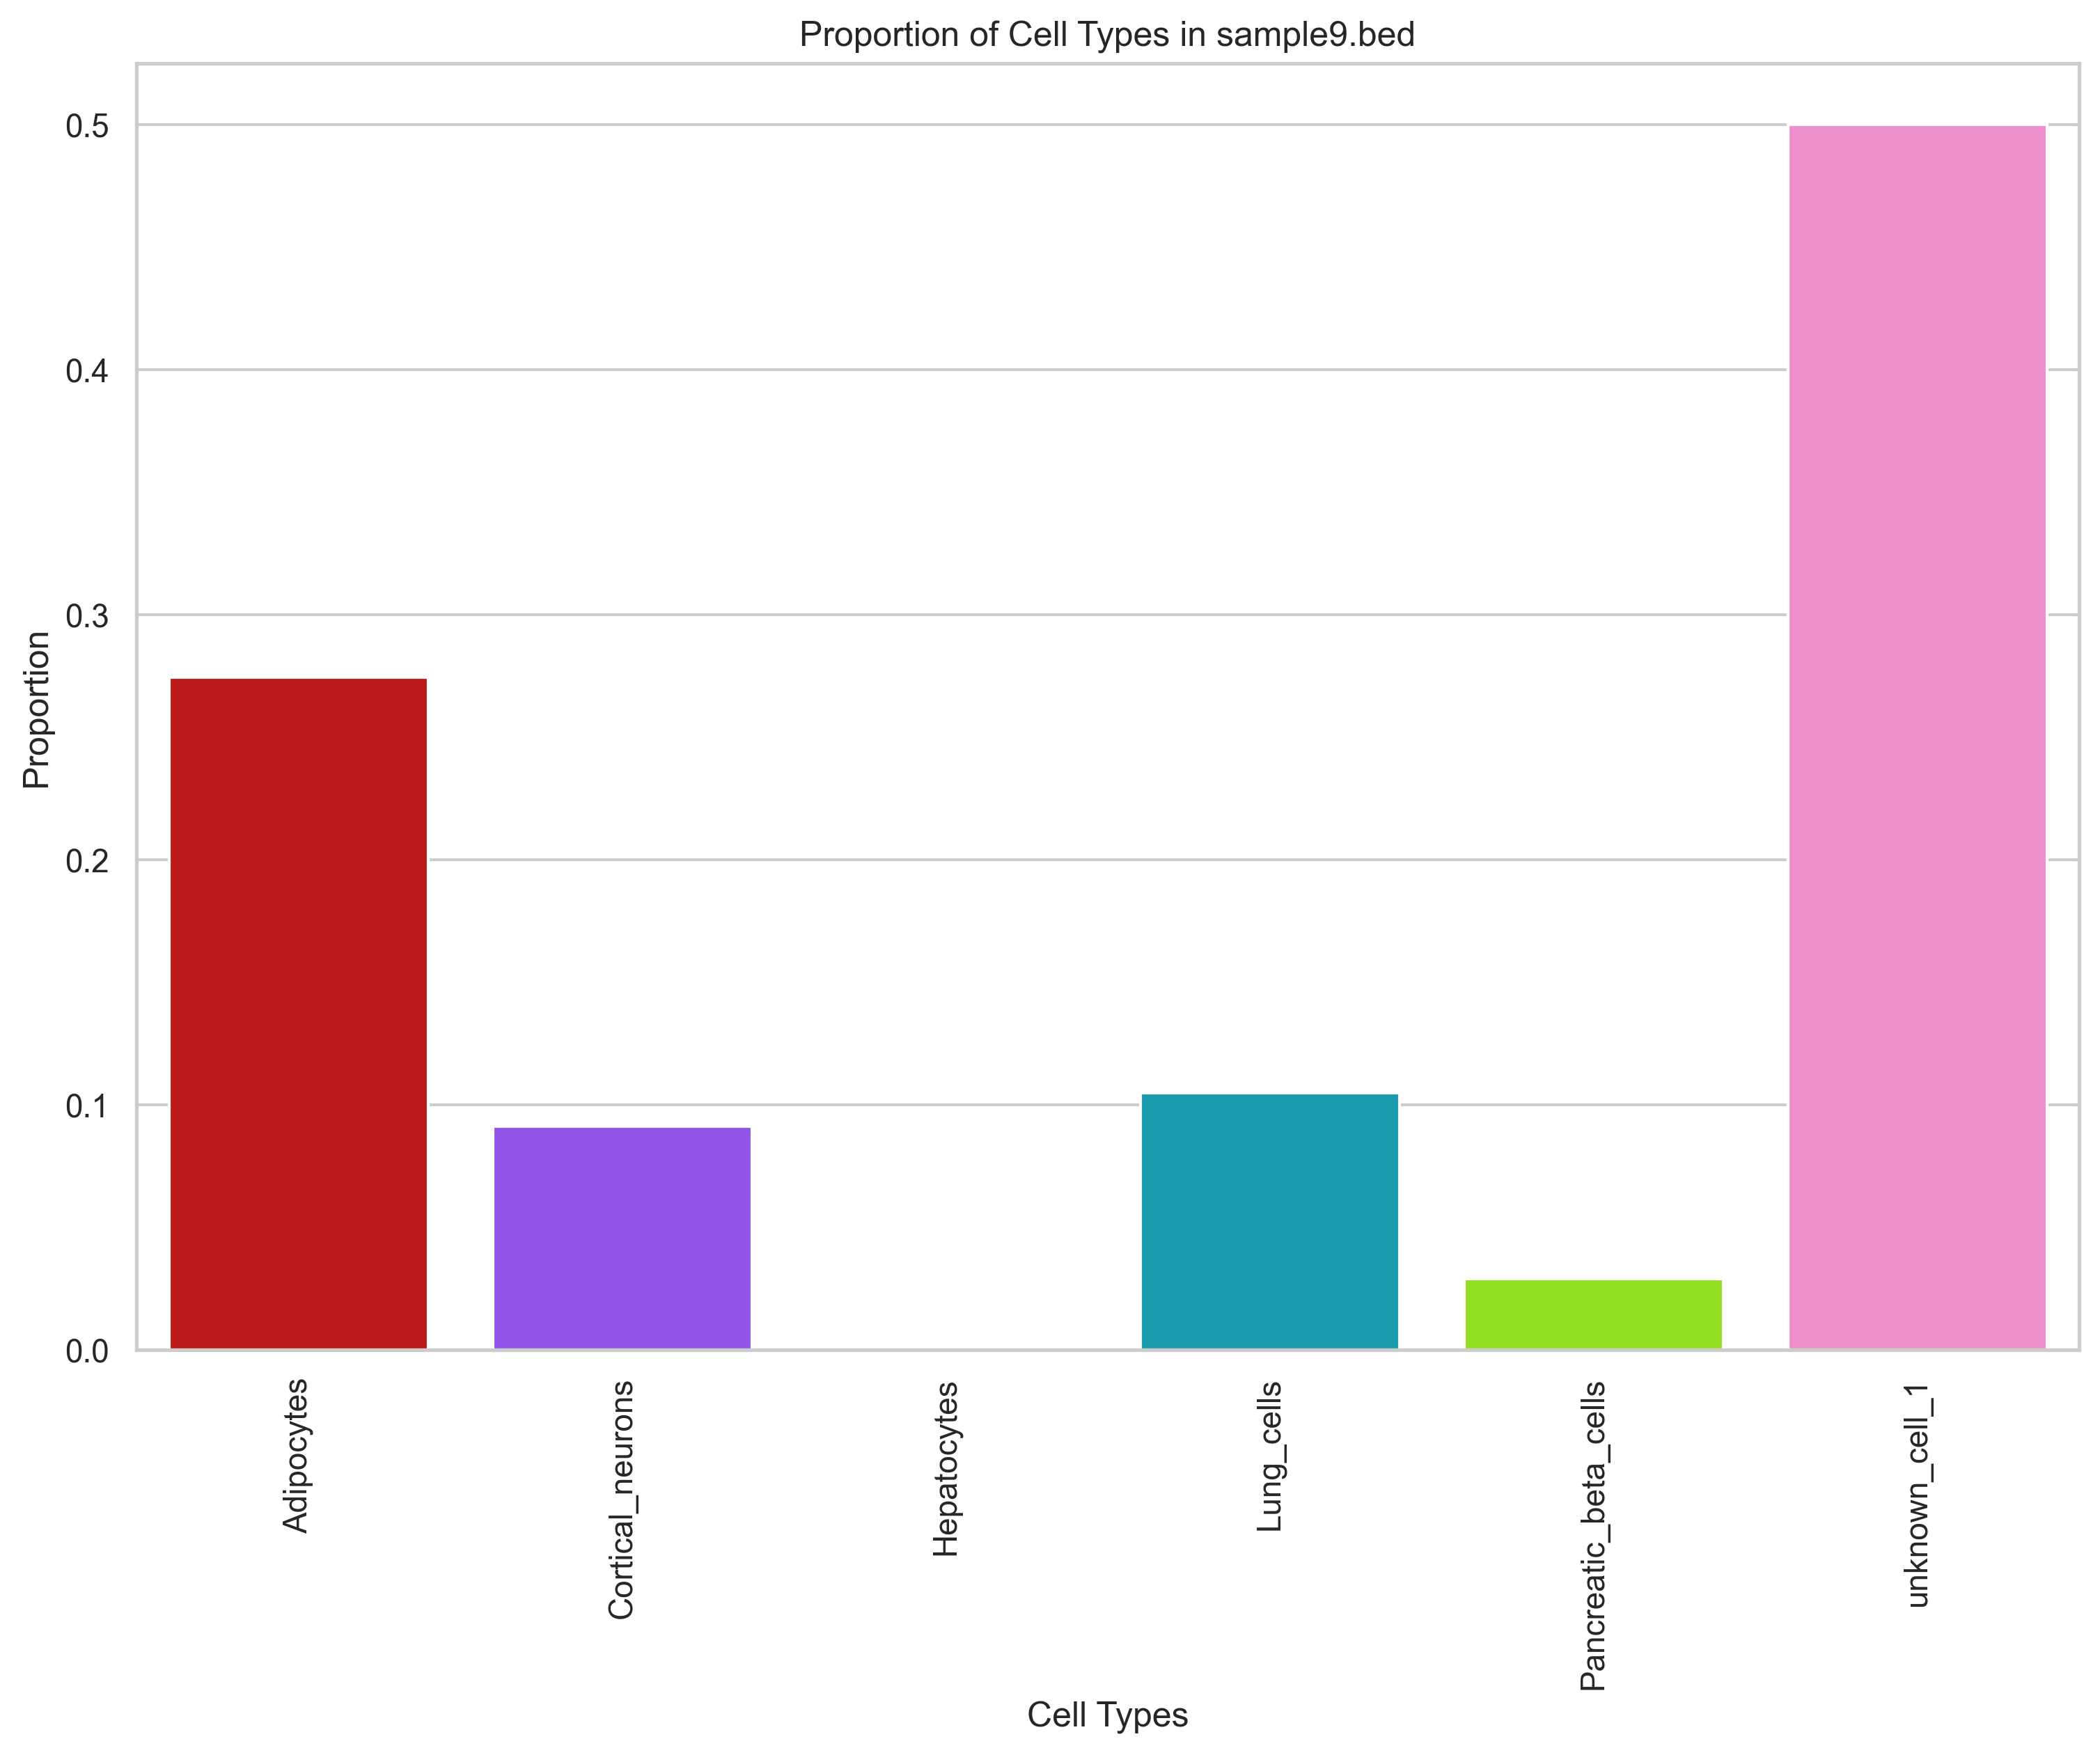 Proportion of Cell Types in sample9.bed
Proportion
0.5
0.4
0.3
0.2
0.1
0.0
Adipocytes
Cortical_neurons
Hepatocytes
Lung_cells
Pancreatic_beta_cells
unknown_cell_1
Cell Types